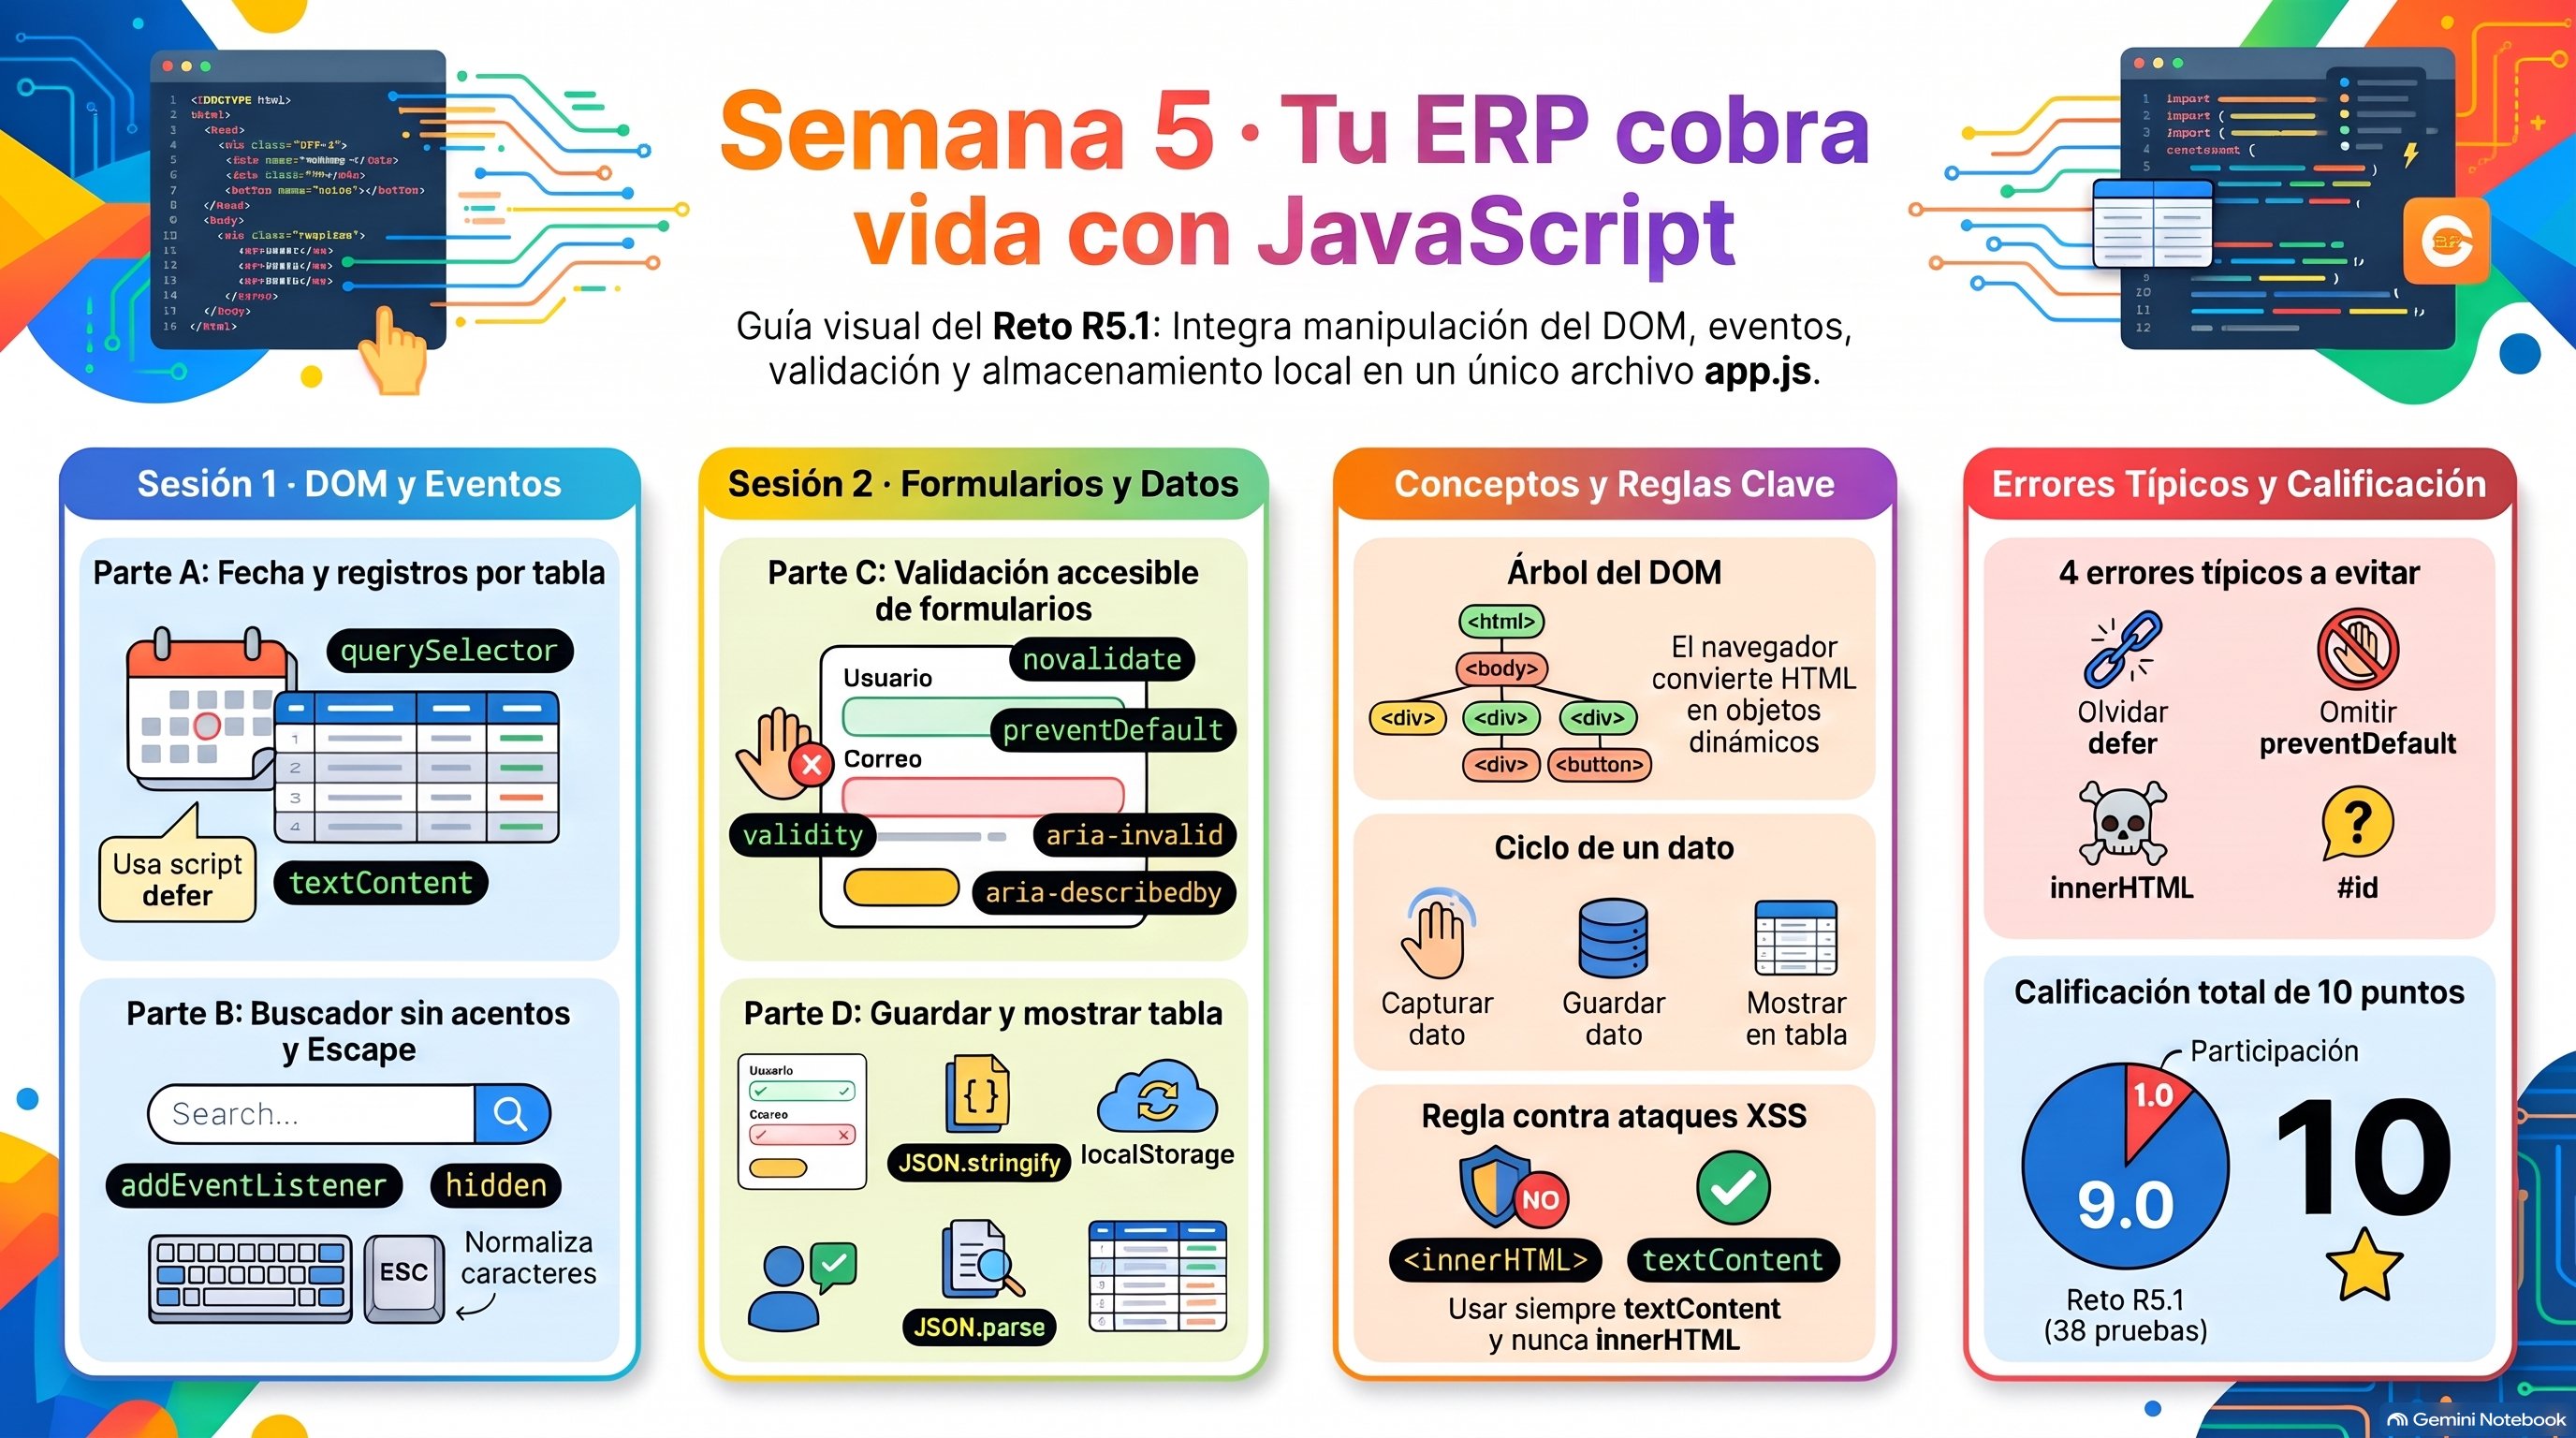 Semana 5 · Tu ERP cobra
vida con JavaScript
Guía visual del Reto R5.1: Integra manipulación del DOM, eventos,
validación y almacenamiento local en un único archivo app.js.
Sesión 1 · DOM y Eventos
Parte A: Fecha y registros por tabla
querySelector
1
2
3
4
Usa script
defer
textContent
Parte B: Buscador sin acentos
y Escape
Search...
addEventListener
hidden
ESC
Normaliza
caracteres
Sesión 2 · Formularios y Datos
Parte C: Validación accesible
de formularios
Usuario
novalidate
preventDefault
Correo
validity
aria-invalid
aria-describedby
Parte D: Guardar y mostrar tabla
{ }
JSON.stringify
localStorage
JSON.parse
Conceptos y Reglas Clave
Árbol del DOM
<html>
<body>
<div>
<div>
<div>
<div>
<button>
El navegador
convierte HTML
en objetos
dinámicos
Ciclo de un dato
Capturar
dato
Guardar
dato
Mostrar
en tabla
Regla contra ataques XSS
NO
<innerHTML>
textContent
Usar siempre textContent
y nunca innerHTML
Errores Típicos y Calificación
4 errores típicos a evitar
Olvidar
defer
Omitir
preventDefault
innerHTML
?
#id
Calificación total de 10 puntos
Participación
1.0
9.0
10
Reto R5.1
(38 pruebas)
Gemini Notebook